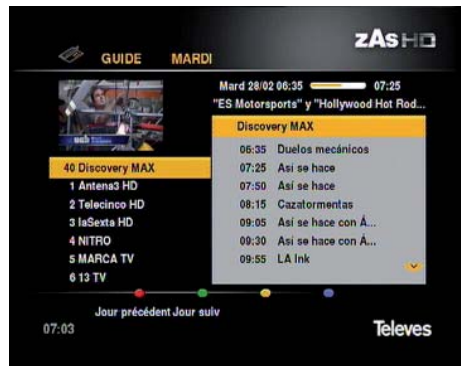 zAs HD
GUIDE MARDI
Mard 28/02 06:35 07:25
"ES Motorsports" y "Hollywood Hot Rod...
Discovery MAX
06:35 Duelos mecánicos
07:25 Así se hace
07:50 Así se hace
08:15 Cazatormentas
09:05 Así se hace con Á...
09:30 Así se hace con Á...
09:55 LA Ink
40 Discovery MAX
1 Antena3 HD
2 Telecinco HD
3 laSexta HD
4 NITRO
5 MARCA TV
6 13 TV
Jour précédent Jour suiv
07:03
Televes